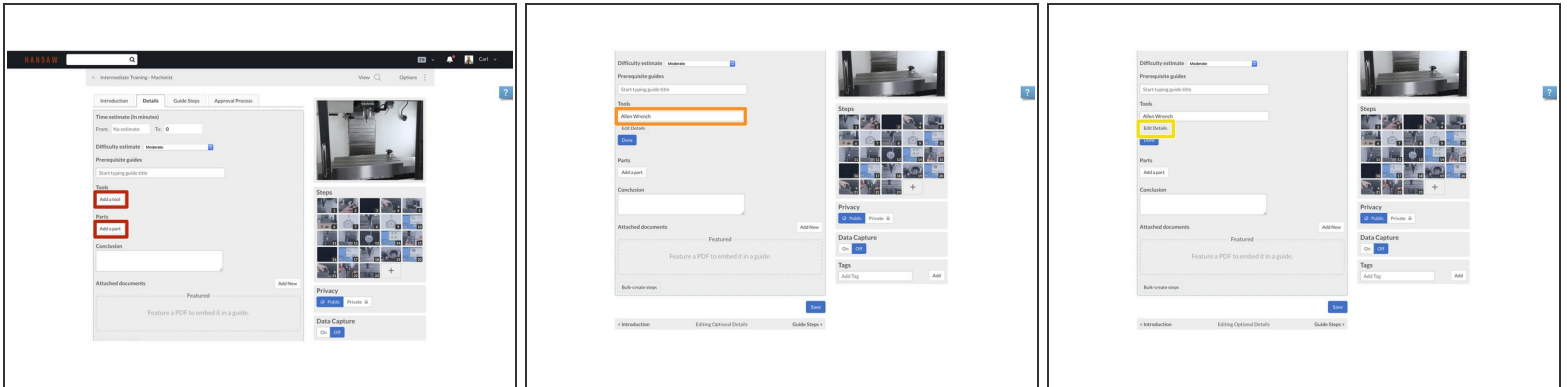 HANSAW
EN
Carl
Intermediate Training - Machinist
View
Options
Introduction
Details
Guide Steps
Approval Process
Time estimate (in minutes)
From: No estimate To: 0
Difficulty estimate Moderate
Prerequisite guides
Start typing guide title
Tools
Add a tool
Parts
Add a part
Conclusion
Attached documents
Add New
Featured
Feature a PDF to embed it in a guide.
Steps
Privacy
Public Private
Data Capture
On Off
?
Difficulty estimate Moderate
Prerequisite guides
Start typing guide title
Tools
Allen Wrench
Edit Details
Done
Parts
Add a part
Conclusion
Attached documents
Add New
Featured
Feature a PDF to embed it in a guide.
Bulk-create steps
Save
< Introduction
Editing Optional Details
Guide Steps >
Steps
Privacy
Public Private
Data Capture
On Off
Tags
Add Tag
Add
?
Difficulty estimate Moderate
Prerequisite guides
Start typing guide title
Tools
Allen Wrench
Edit Details
Done
Parts
Add a part
Conclusion
Attached documents
Add New
Featured
Feature a PDF to embed it in a guide.
Bulk-create steps
Save
< Introduction
Editing Optional Details
Guide Steps >
Steps
Privacy
Public Private
Data Capture
On Off
Tags
Add Tag
Add
?